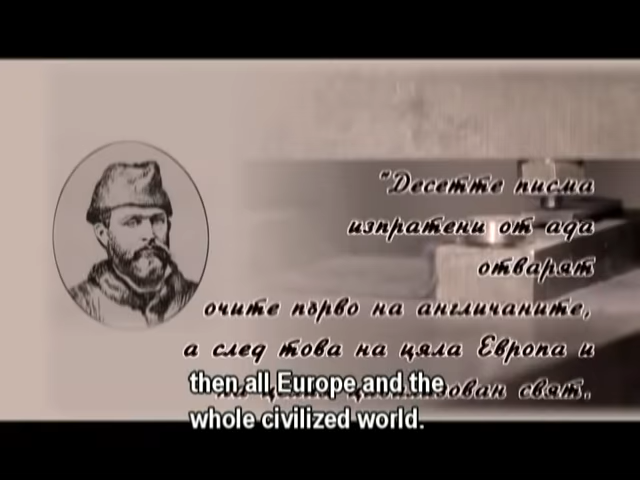 "Десетте писма
изпратени от ада
отварят
очите първо на англичаните,
а след това на цяла Европа и
на свят.
then all Europe and the
whole civilized world.